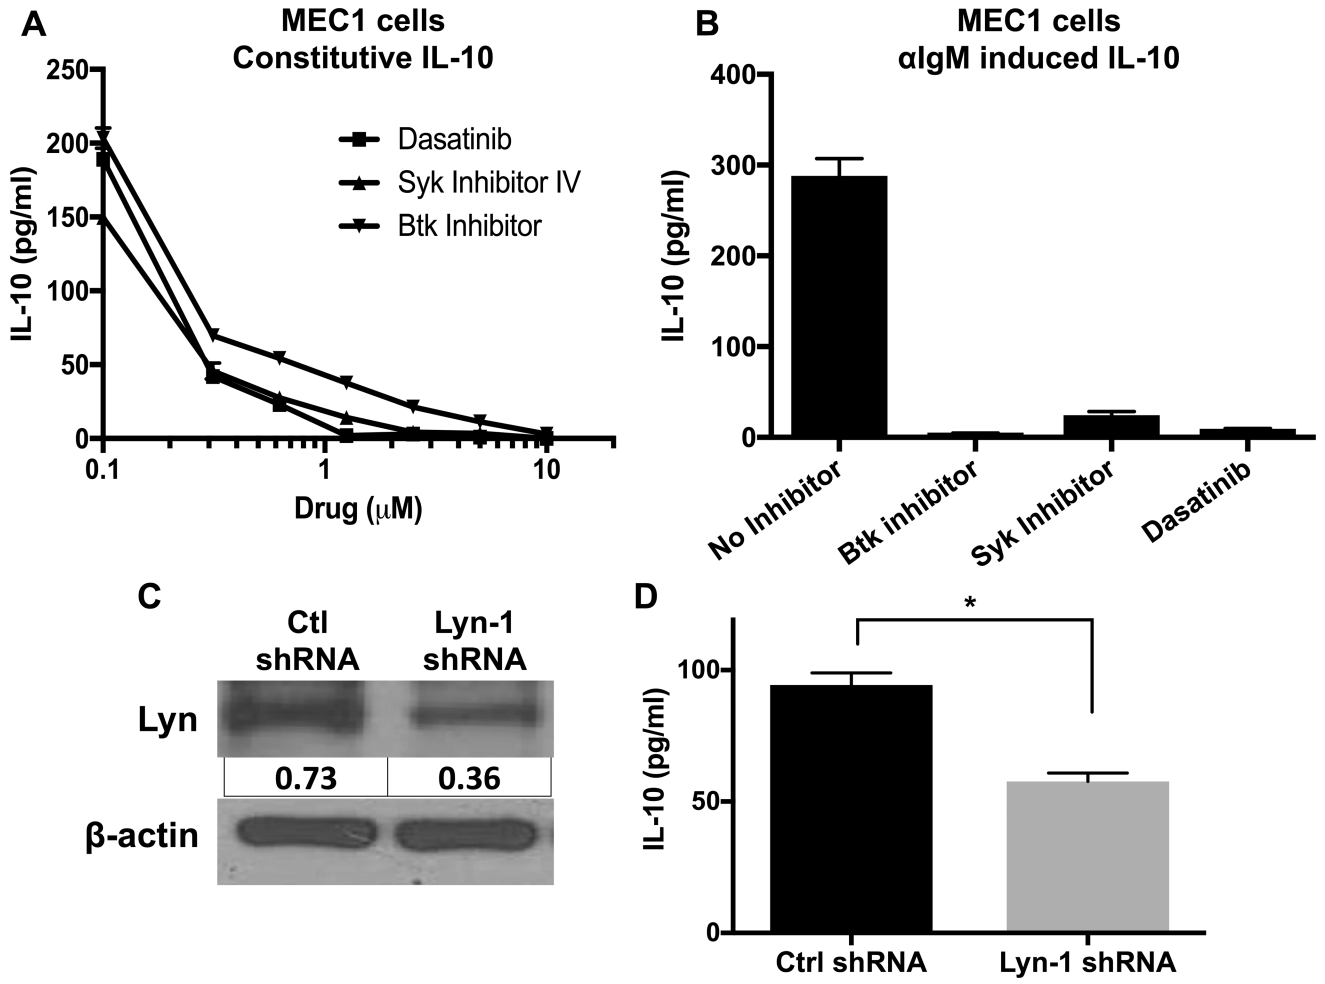 A
MEC1 cells
Constitutive IL-10
250
200
150
100
50
0
IL-10 (pg/ml)
Dasatinib
Syk Inhibitor IV
Btk Inhibitor
0.1
1
10
Drug (μM)
B
MEC1 cells
αIgM induced IL-10
400
300
200
100
0
IL-10 (pg/ml)
No Inhibitor
Btk inhibitor
Syk Inhibitor
Dasatinib
C
Ctl
shRNA
Lyn-1
shRNA
Lyn
0.73
0.36
β-actin
D
*
100
50
0
IL-10 (pg/ml)
Ctrl shRNA
Lyn-1 shRNA